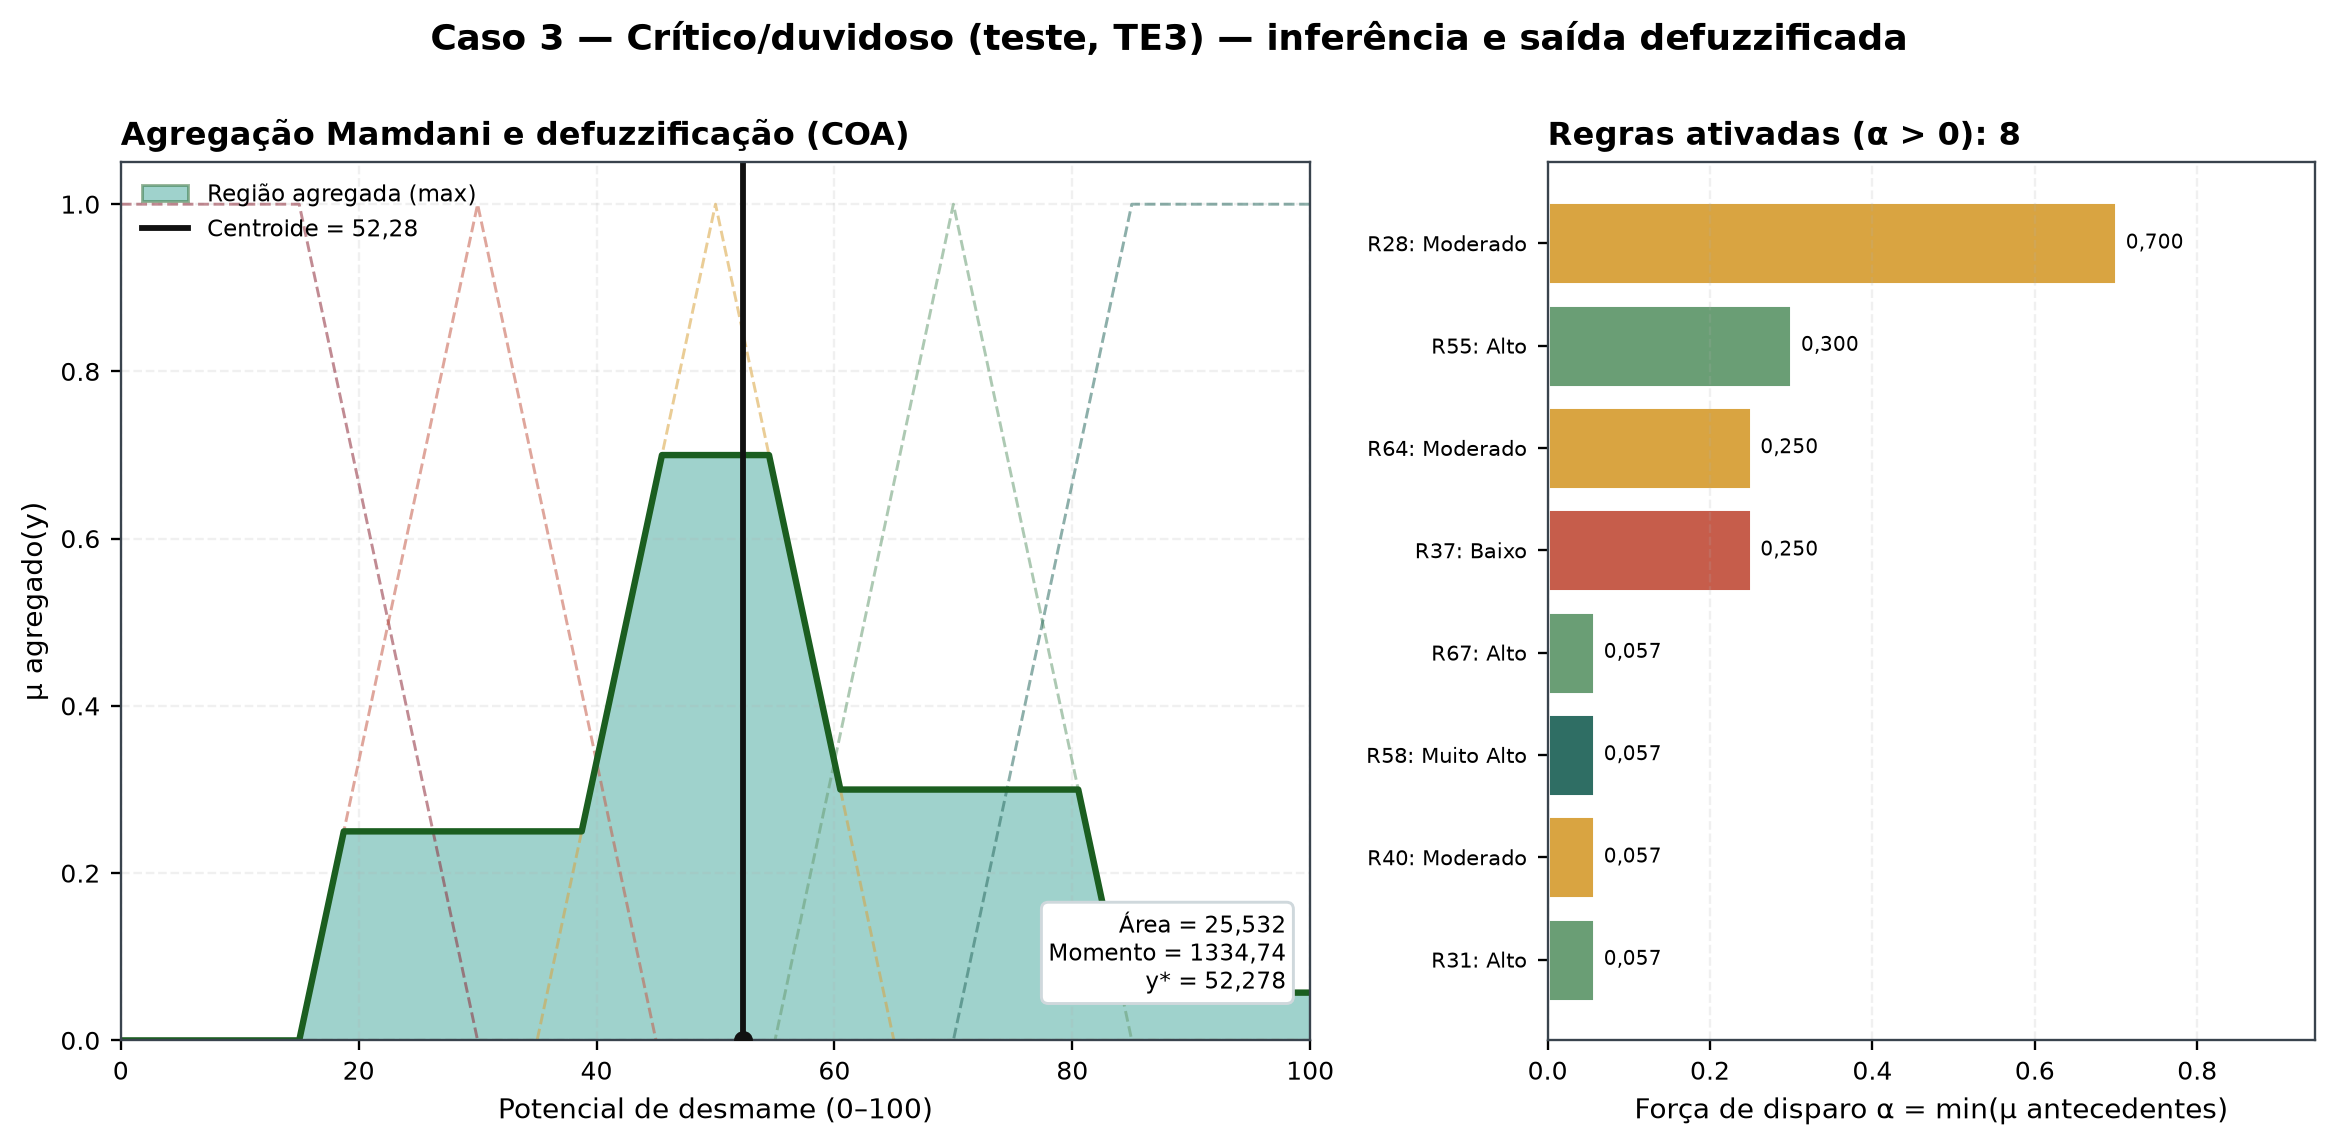 Caso 3 — Crítico/duvidoso (teste, TE3) — inferência e saída defuzzificada
Agregação Mamdani e defuzzificação (COA)
Região agregada (max)
Centroide = 52,28
1.0
0.8
0.6
0.4
0.2
0.0
μ agregado(y)
Área = 25,532
Momento = 1334,74
y* = 52,278
0 20 40 60 80 100
Potencial de desmame (0–100)
Regras ativadas (α > 0): 8
R28: Moderado 0,700
R55: Alto 0,300
R64: Moderado 0,250
R37: Baixo 0,250
R67: Alto 0,057
R58: Muito Alto 0,057
R40: Moderado 0,057
R31: Alto 0,057
0.0 0.2 0.4 0.6 0.8
Força de disparo α = min(μ antecedentes)